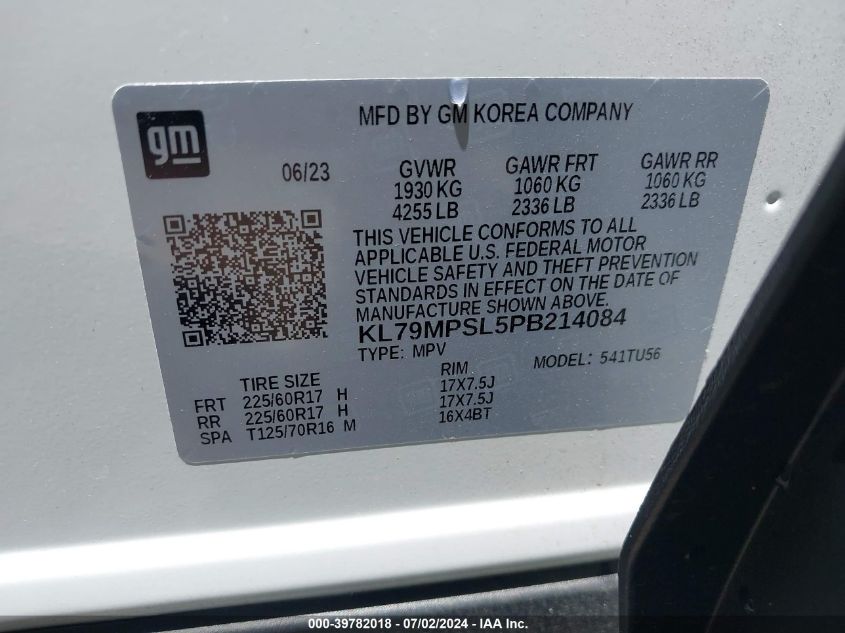 MFD BY GM KOREA COMPANY
gm
06/23 GVWR GAWR FRT GAWR RR
1930 KG 1060 KG 1060 KG
4255 LB 2336 LB 2336 LB
THIS VEHICLE CONFORMS TO ALL
APPLICABLE U.S. FEDERAL MOTOR
VEHICLE SAFETY AND THEFT PREVENTION
STANDARDS IN EFFECT ON THE DATE OF
MANUFACTURE SHOWN ABOVE.
KL79MPSL5PB214084
TYPE: MPV MODEL: 541TU56
TIRE SIZE RIM
FRT 225/60R17 H 17X7.5J
RR 225/60R17 H 17X7.5J
SPA T125/70R16 M 16X4BT
000-39782018 - 07/02/2024 - IAA, Inc.